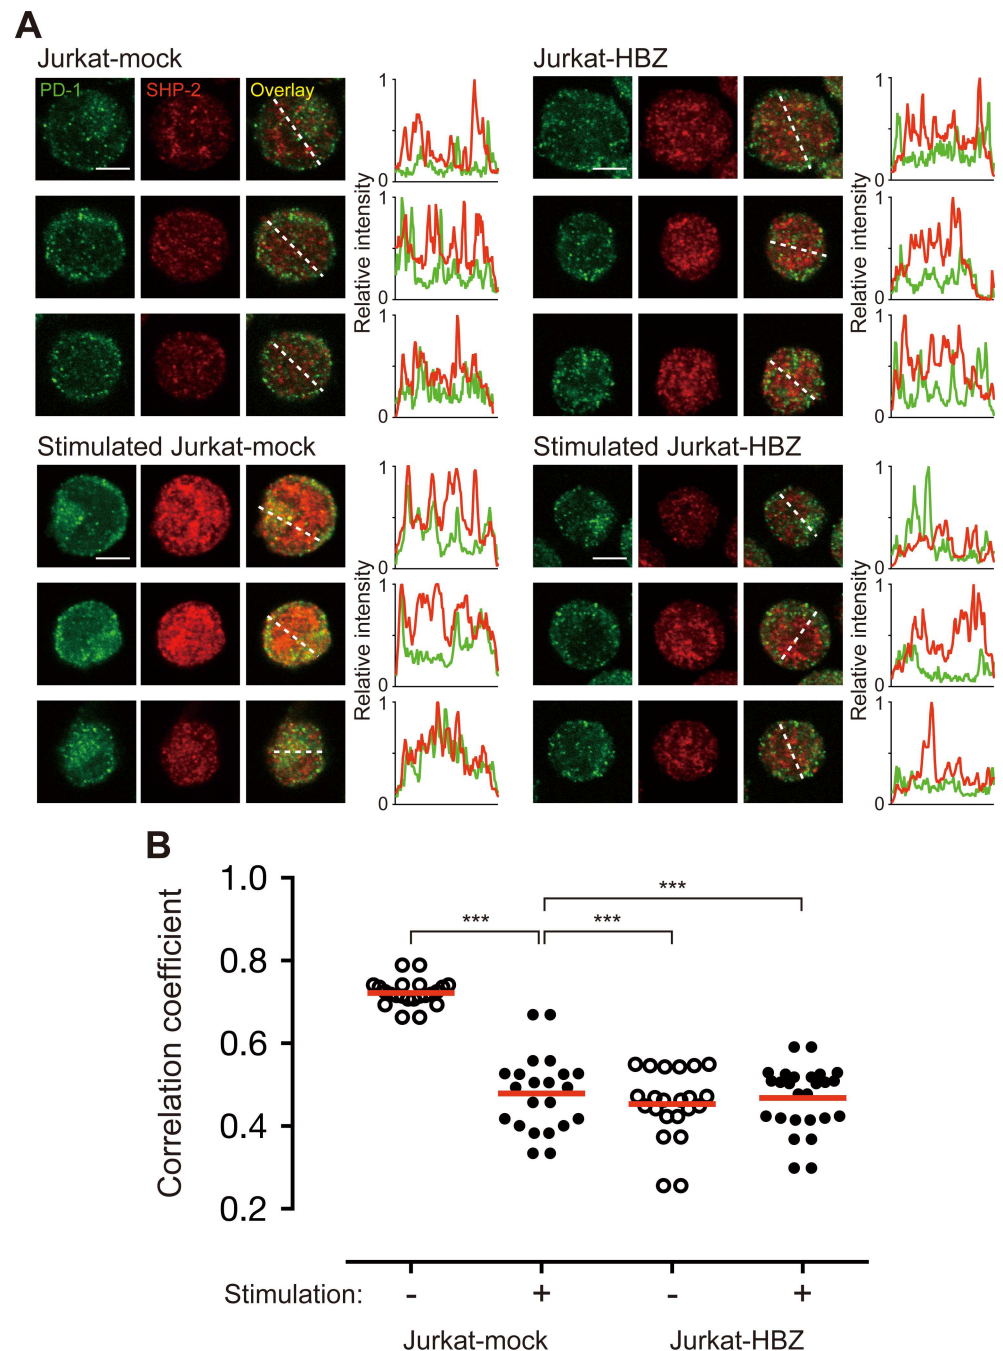 A
Jurkat-mock
Jurkat-HBZ
PD-1 SHP-2 Overlay
1
0
1
0
1
0
Relative intensity
1
0
1
0
1
0
Relative intensity
Stimulated Jurkat-mock
Stimulated Jurkat-HBZ
1
0
1
0
1
0
Relative intensity
1
0
1
0
1
0
Relative intensity
B
Correlation coefficient
1.0
0.8
0.6
0.4
0.2
***
*** ***
Stimulation: - + - +
Jurkat-mock Jurkat-HBZ